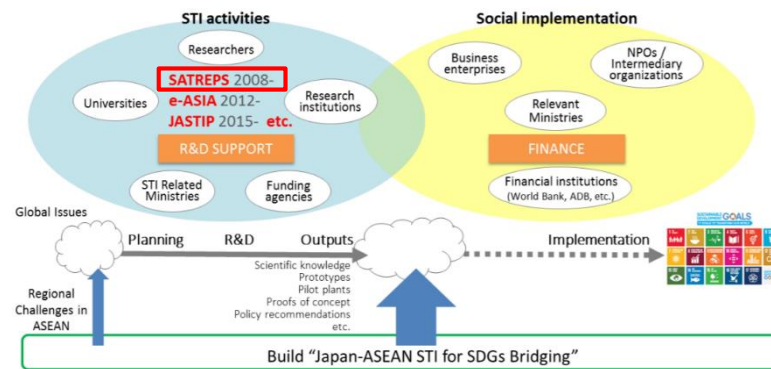 STI activities
Researchers
SATREPS 2008-
e-ASIA 2012-
JASTIP 2015- etc.
Universities
Research
institutions
R&D SUPPORT
STI Related
Ministries
Funding
agencies
Social implementation
Business
enterprises
NPOs /
Intermediary
organizations
Relevant
Ministries
FINANCE
Financial institutions
(World Bank, ADB, etc.)
Global Issues
Planning
R&D
Outputs
Implementation
Scientific knowledge
Prototypes
Pilot plants
Proofs of concept
Policy recommendations
etc.
Regional
Challenges in
ASEAN
GOALS
Build “Japan-ASEAN STI for SDGs Bridging”